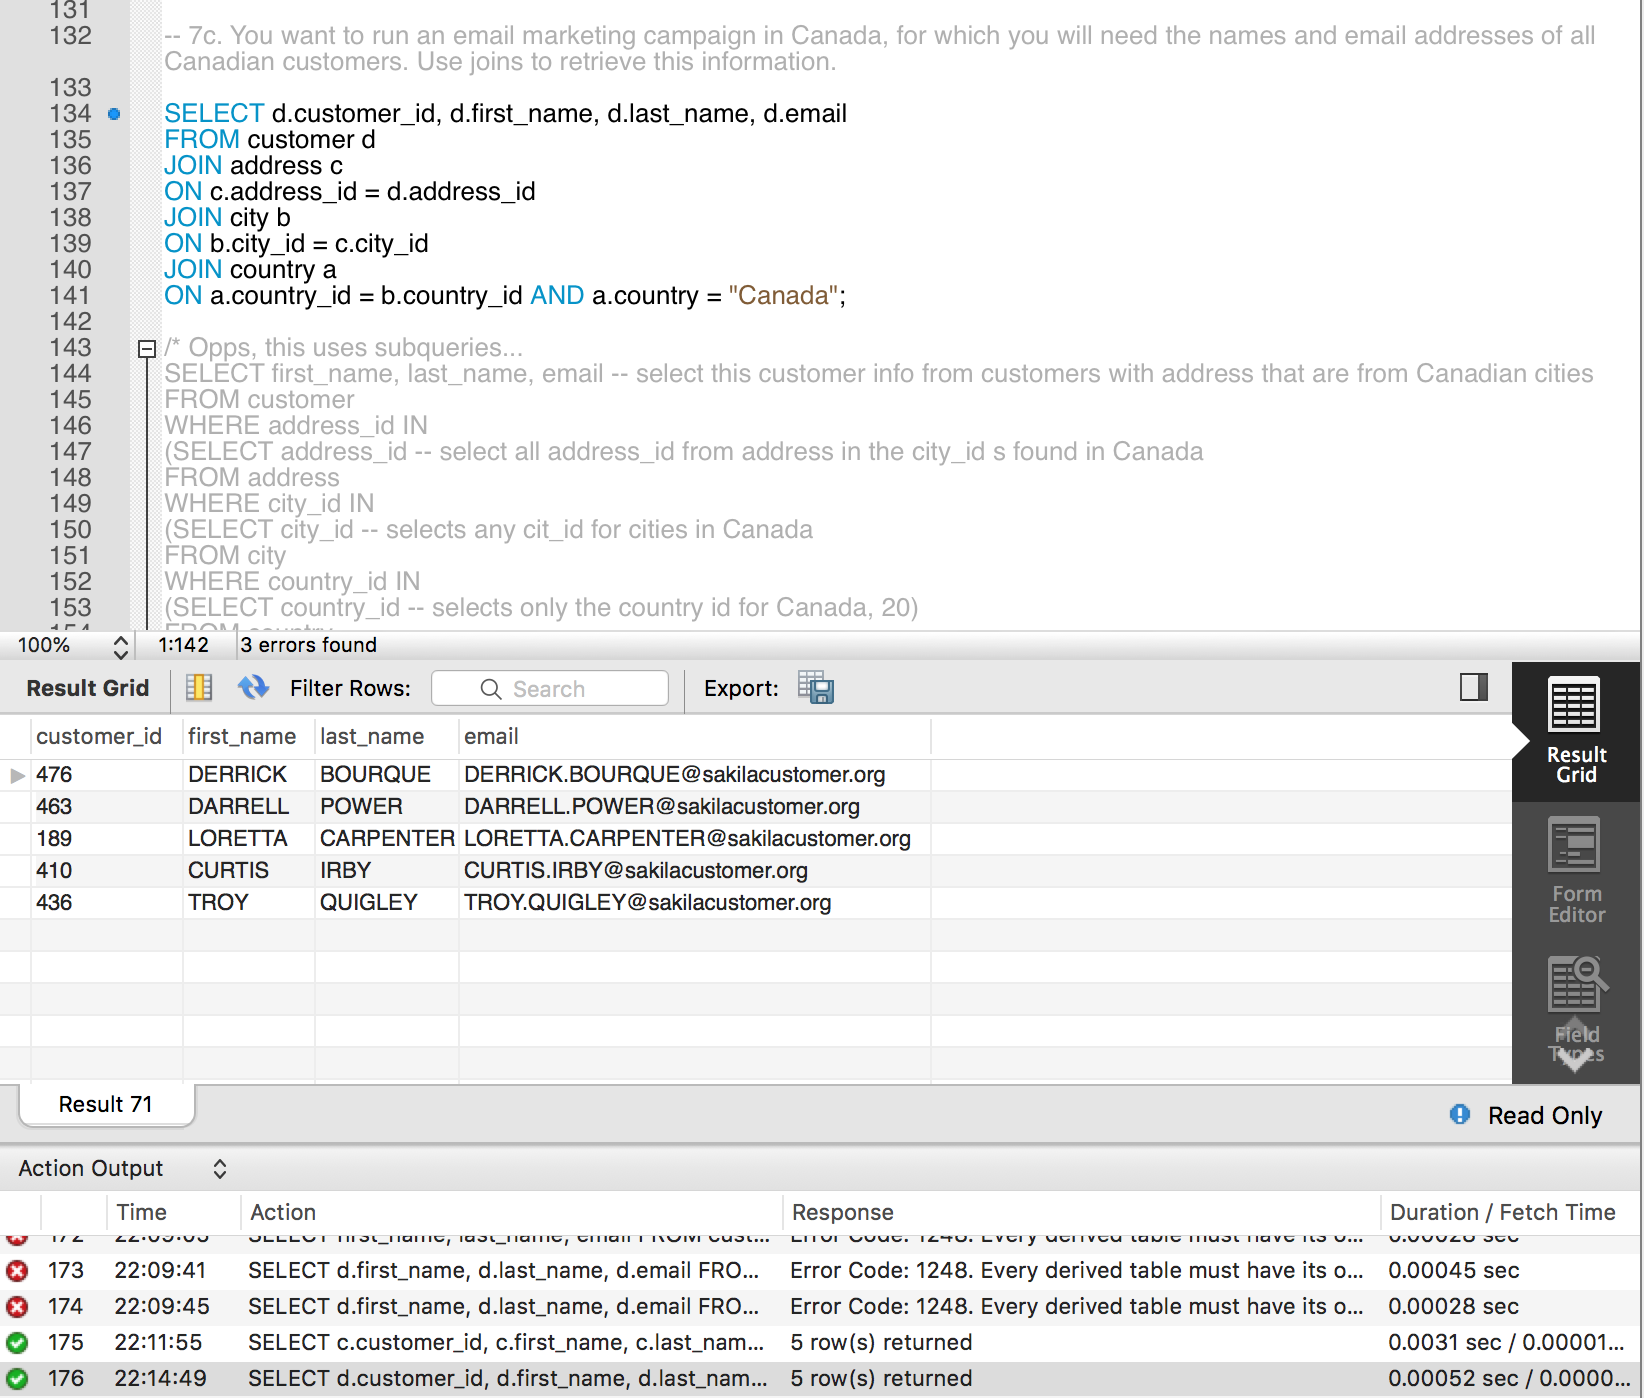 131
132 -- 7c. You want to run an email marketing campaign in Canada, for which you will need the names and email addresses of all
Canadian customers. Use joins to retrieve this information.
133
134 SELECT d.customer_id, d.first_name, d.last_name, d.email
135 FROM customer d
136 JOIN address c
137 ON c.address_id = d.address_id
138 JOIN city b
139 ON b.city_id = c.city_id
140 JOIN country a
141 ON a.country_id = b.country_id AND a.country = "Canada";
142
143 /* Opps, this uses subqueries...
144 SELECT first_name, last_name, email -- select this customer info from customers with address that are from Canadian cities
145 FROM customer
146 WHERE address_id IN
147 (SELECT address_id -- select all address_id from address in the city_id s found in Canada
148 FROM address
149 WHERE city_id IN
150 (SELECT city_id -- selects any cit_id for cities in Canada
151 FROM city
152 WHERE country_id IN
153 (SELECT country_id -- selects only the country id for Canada, 20)
154 FROM country
100% 1:142 3 errors found
Result Grid Filter Rows: Search Export:
customer_id first_name last_name email
476 DERRICK BOURQUE DERRICK.BOURQUE@sakilacustomer.org
463 DARRELL POWER DARRELL.POWER@sakilacustomer.org
189 LORETTA CARPENTER LORETTA.CARPENTER@sakilacustomer.org
410 CURTIS IRBY CURTIS.IRBY@sakilacustomer.org
436 TROY QUIGLEY TROY.QUIGLEY@sakilacustomer.org
Result
Grid
Form
Editor
Field
Types
Result 71
Read Only
Action Output
Time Action Response Duration / Fetch Time
172 22:09:05 SELECT first_name, last_name, email FROM cust... Error Code: 1248. Every derived table must have its o... 0.00028 sec
173 22:09:41 SELECT d.first_name, d.last_name, d.email FRO... Error Code: 1248. Every derived table must have its o... 0.00045 sec
174 22:09:45 SELECT d.first_name, d.last_name, d.email FRO... Error Code: 1248. Every derived table must have its o... 0.00028 sec
175 22:11:55 SELECT c.customer_id, c.first_name, c.last_nam... 5 row(s) returned 0.0031 sec / 0.00001...
176 22:14:49 SELECT d.customer_id, d.first_name, d.last_nam... 5 row(s) returned 0.00052 sec / 0.0000...